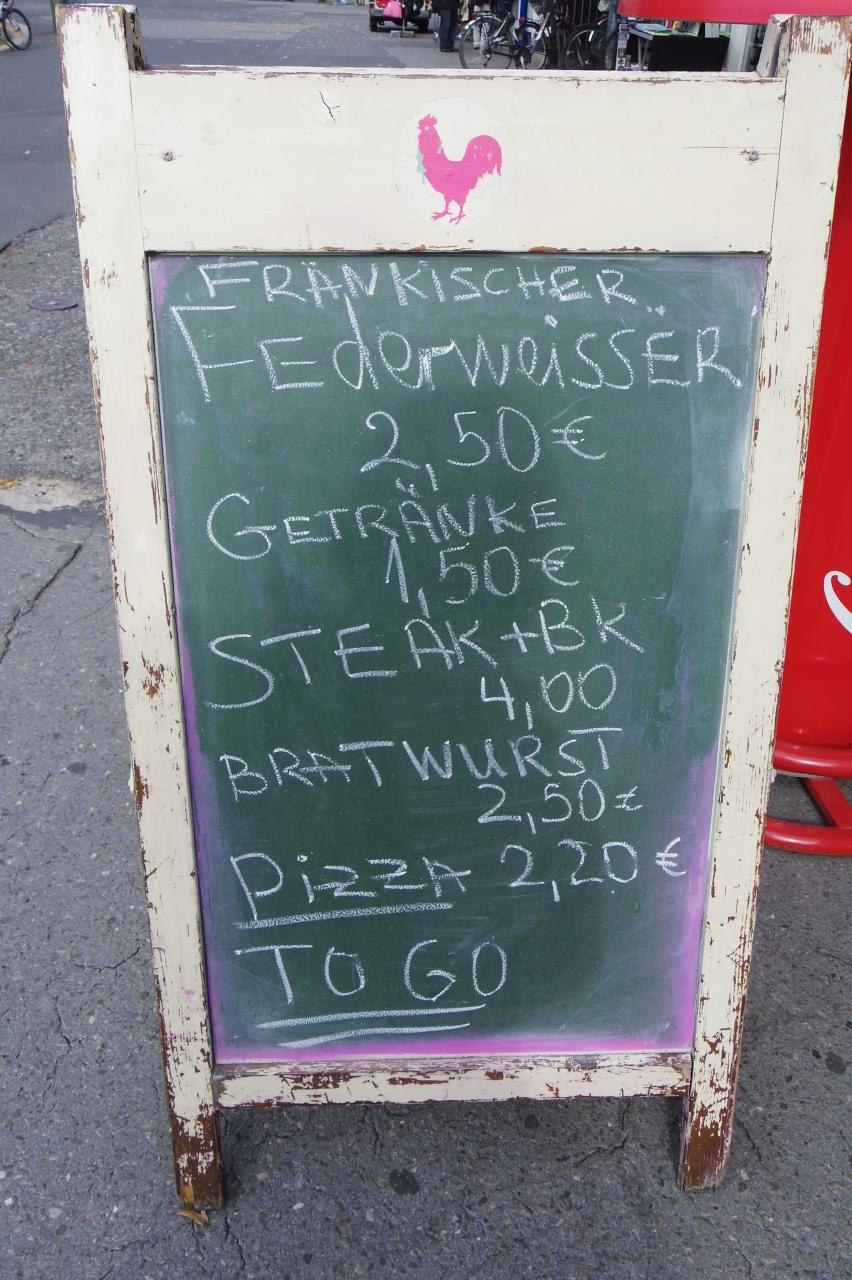 FRÄNKISCHER
FEderweiSSER
2,50 €
GETRÄNKE
1,50 €
STEAK + BK
4,00
BRATWURST
2,50 €
PiZZA 2,20 €
TO GO